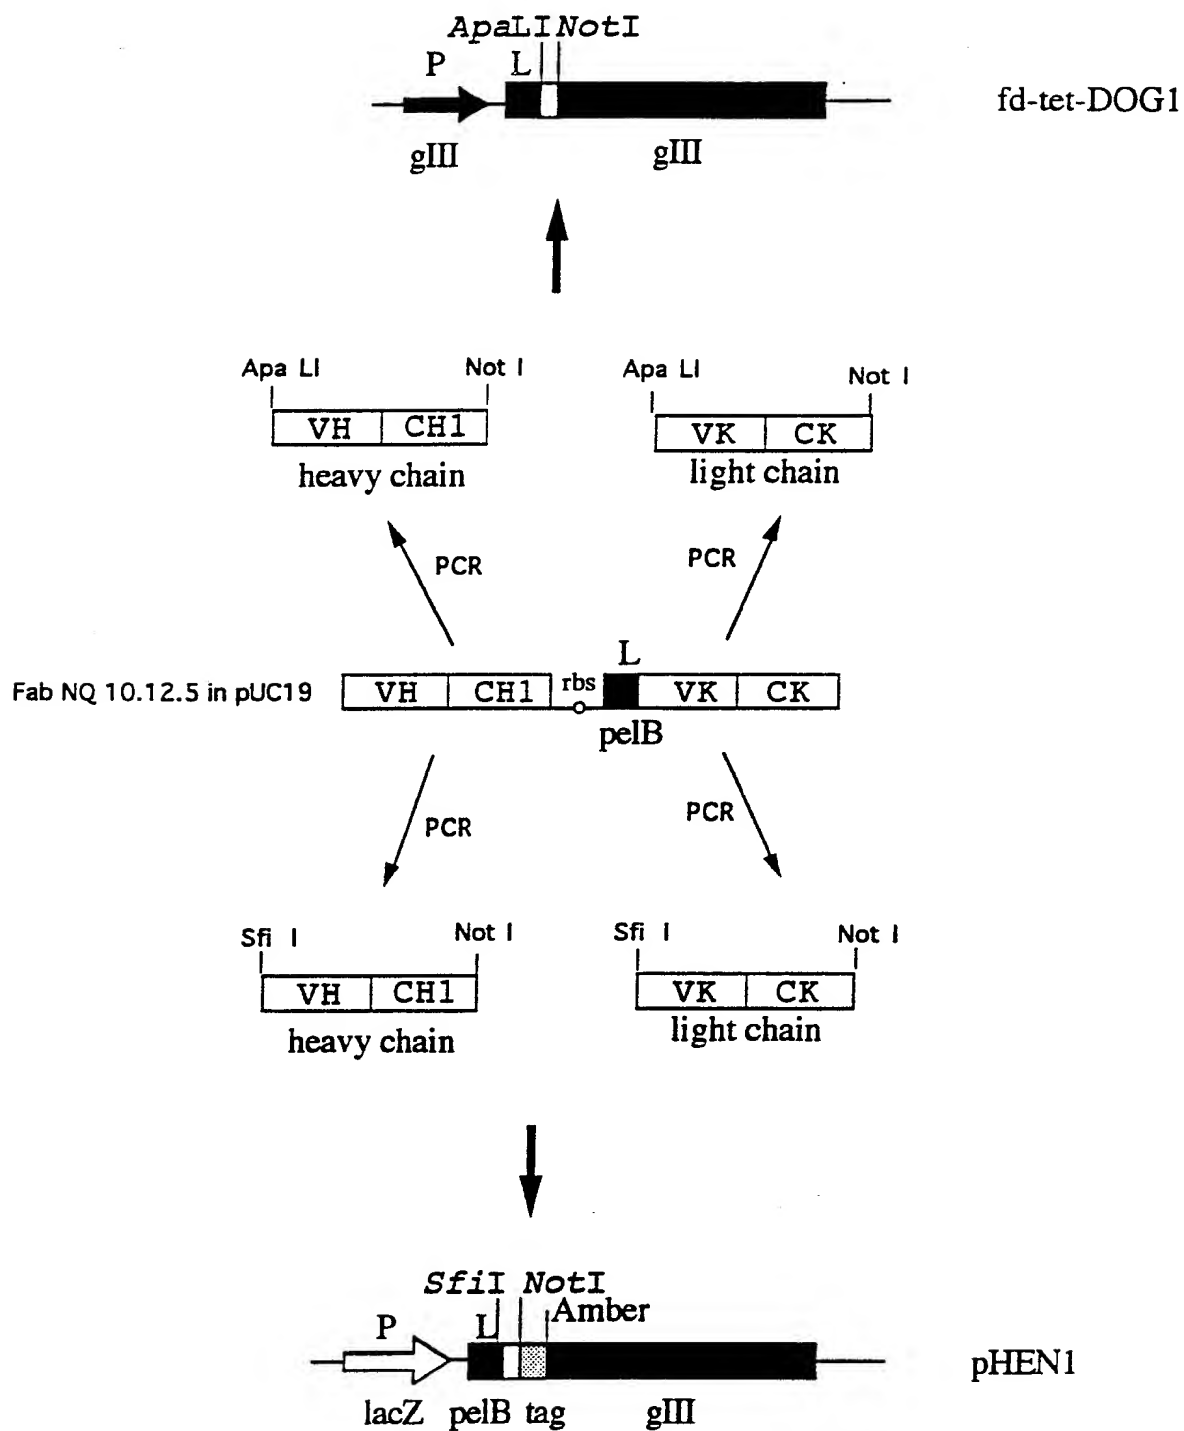 ApaLI NotI
P L
fd-tet-DOG1
gIII gIII
Apa LI Not I Apa LI Not I
VH CH1 VK CK
heavy chain light chain
PCR PCR
L
Fab NQ 10.12.5 in pUC19 VH CH1 rbs VK CK
pelB
PCR PCR
Sfi I Not I Sfi I Not I
VH CH1 VK CK
heavy chain light chain
SfiI NotI
P L Amber
pHEN1
lacZ pelB tag gIII